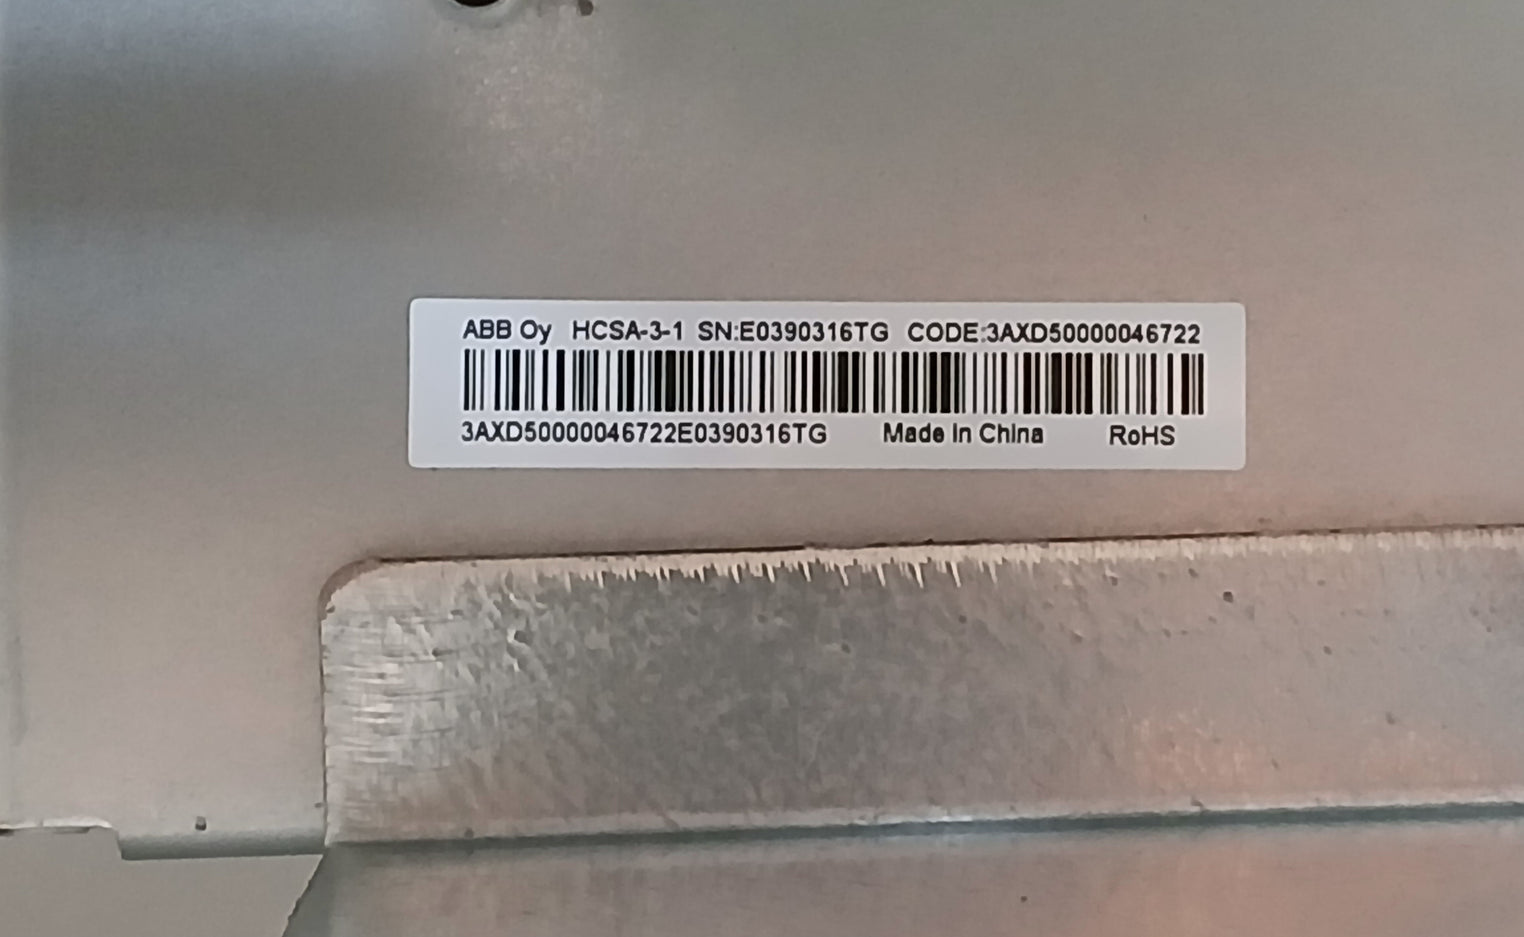 ABB Oy HCSA-3-1 SN:E0390316TG CODE:3AXD50000046722
3AXD50000046722E0390316TG Made In China RoHS